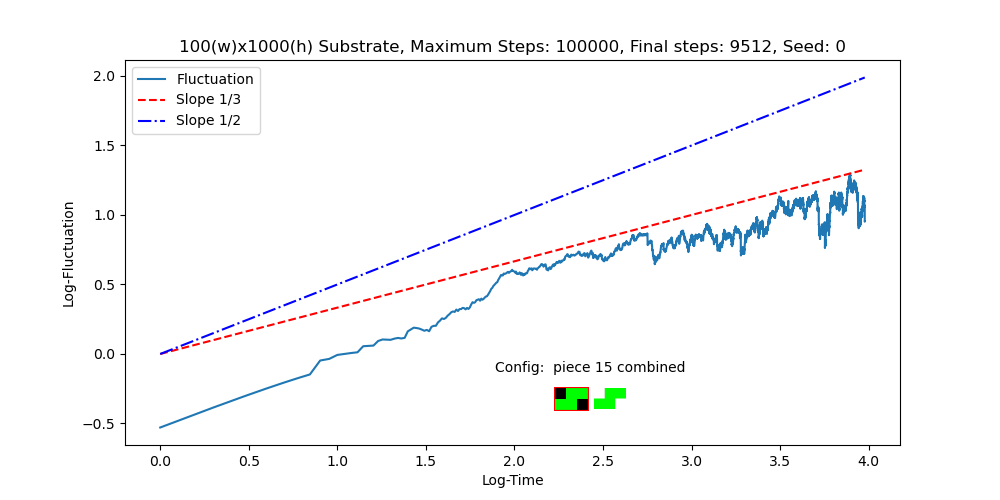 100(w)x1000(h) Substrate, Maximum Steps: 100000, Final steps: 9512, Seed: 0
Fluctuation
Slope 1/3
Slope 1/2
2.0
1.5
1.0
0.5
0.0
−0.5
Log-Fluctuation
Config:  piece 15 combined
0.0 0.5 1.0 1.5 2.0 2.5 3.0 3.5 4.0
Log-Time